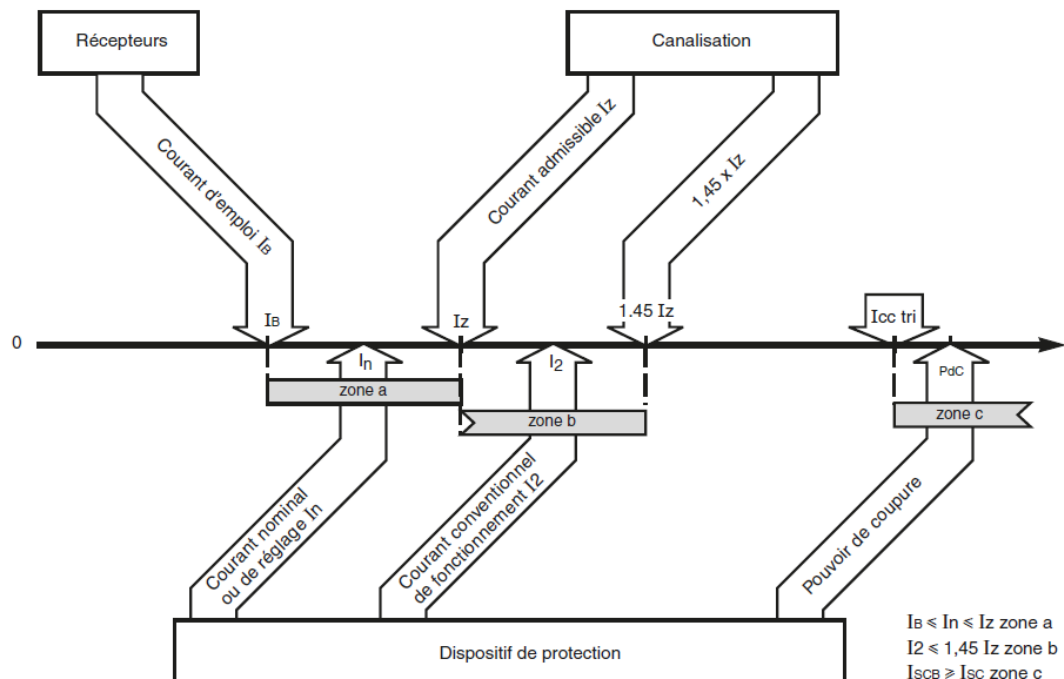 Récepteurs
Canalisation
Courant d'emploi IB
Courant admissible Iz
1,45 x Iz
IB
Iz
1.45 Iz
Icc tri
0
In
I2
PdC
zone a
zone b
zone c
Courant nominal
ou de réglage In
Courant conventionnel
de fonctionnement I2
Pouvoir de coupure
Dispositif de protection
IB ⩽ In ⩽ Iz zone a
I2 ⩽ 1,45 Iz zone b
ISCB ⩾ ISC zone c